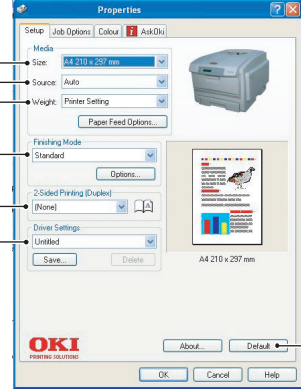 Properties
Setup Job Options Colour AskOki
Media
Size: A4 210 x 297 mm
Source: Auto
Weight: Printer Setting
Paper Feed Options...
Finishing Mode
Standard
Options...
2-Sided Printing (Duplex)
(None)
Driver Settings
Untitled
Save... Delete
A4 210 x 297 mm
OKI
PRINTING SOLUTIONS
About... Default
OK Cancel Help